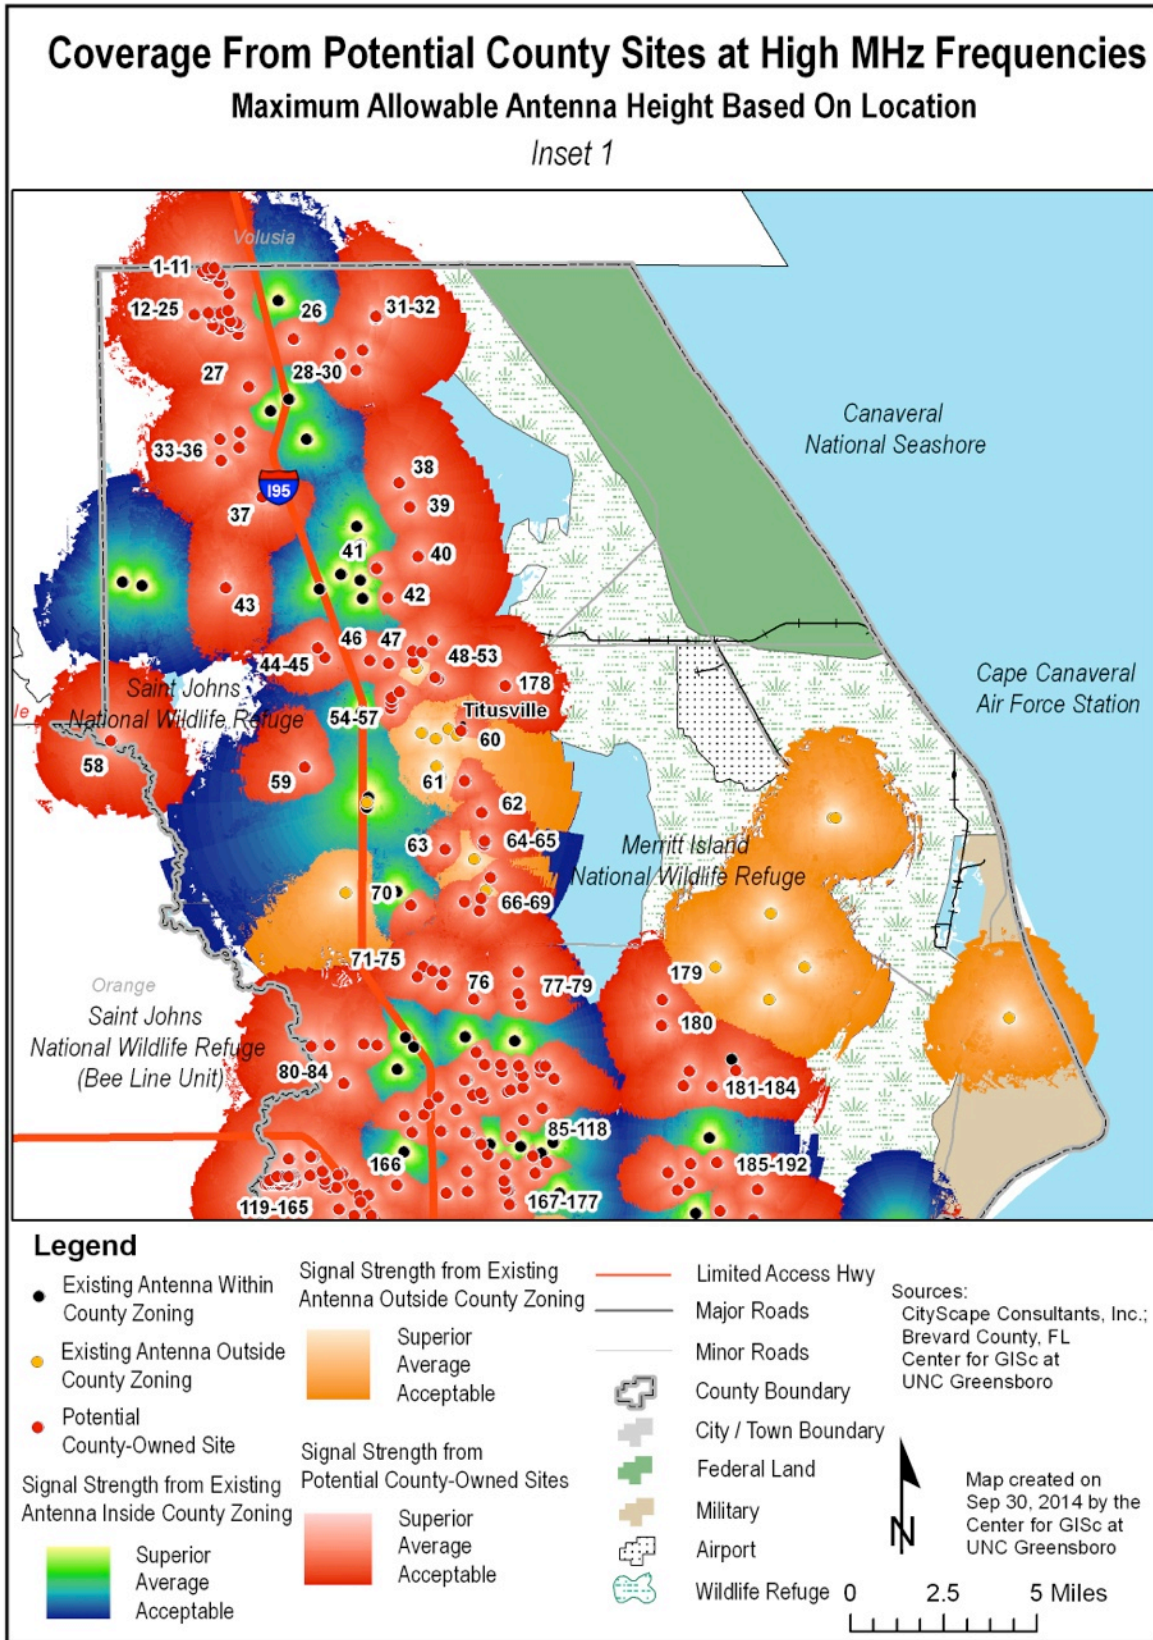 Coverage From Potential County Sites at High MHz Frequencies
Maximum Allowable Antenna Height Based On Location
Inset 1
Volusia
1-11
12-25
26
31-32
27
28-30
Canaveral
National Seashore
33-36
38
I95
37
39
41
40
43
42
46
47
44-45
48-53
178
Cape Canaveral
Air Force Station
Saint Johns
National Wildlife Refuge
le
54-57
Titusville
60
58
59
61
62
63
64-65
Merritt Island
National Wildlife Refuge
70
66-69
71-75
76
77-79
179
Orange
Saint Johns
National Wildlife Refuge
(Bee Line Unit)
180
80-84
181-184
85-118
166
185-192
119-165
167-177
Legend
Existing Antenna Within
County Zoning
Existing Antenna Outside
County Zoning
Potential
County-Owned Site
Signal Strength from Existing
Antenna Inside County Zoning
Superior
Average
Acceptable
Signal Strength from Existing
Antenna Outside County Zoning
Superior
Average
Acceptable
Signal Strength from
Potential County-Owned Sites
Superior
Average
Acceptable
Limited Access Hwy
Major Roads
Minor Roads
County Boundary
City / Town Boundary
Federal Land
Military
Airport
Wildlife Refuge
Sources:
CityScape Consultants, Inc.;
Brevard County, FL
Center for GISc at
UNC Greensboro
N
Map created on
Sep 30, 2014 by the
Center for GISc at
UNC Greensboro
0 2.5 5 Miles